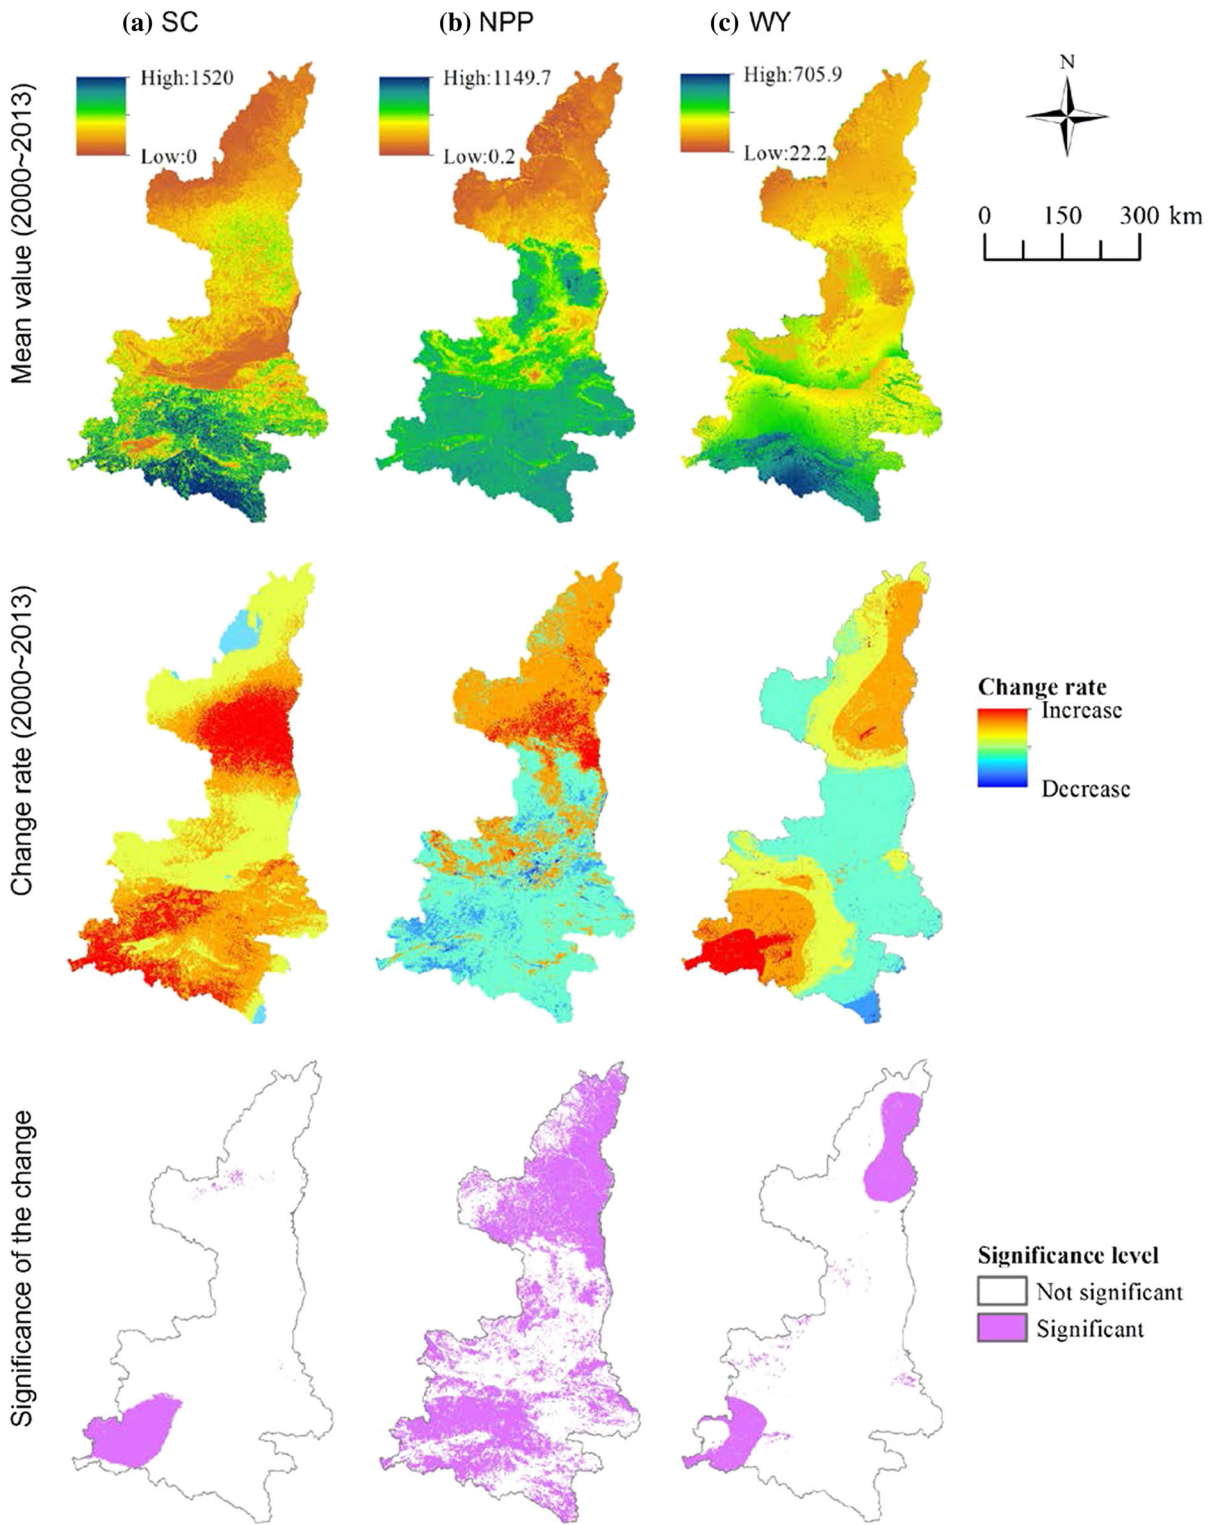 (a) SC
(b) NPP
(c) WY
Mean value (2000~2013)
High:1520
Low:0
High:1149.7
Low:0.2
High:705.9
Low:22.2
N
0 150 300 km
Change rate (2000~2013)
Change rate
Increase
Decrease
Significance of the change
Significance level
Not significant
Significant